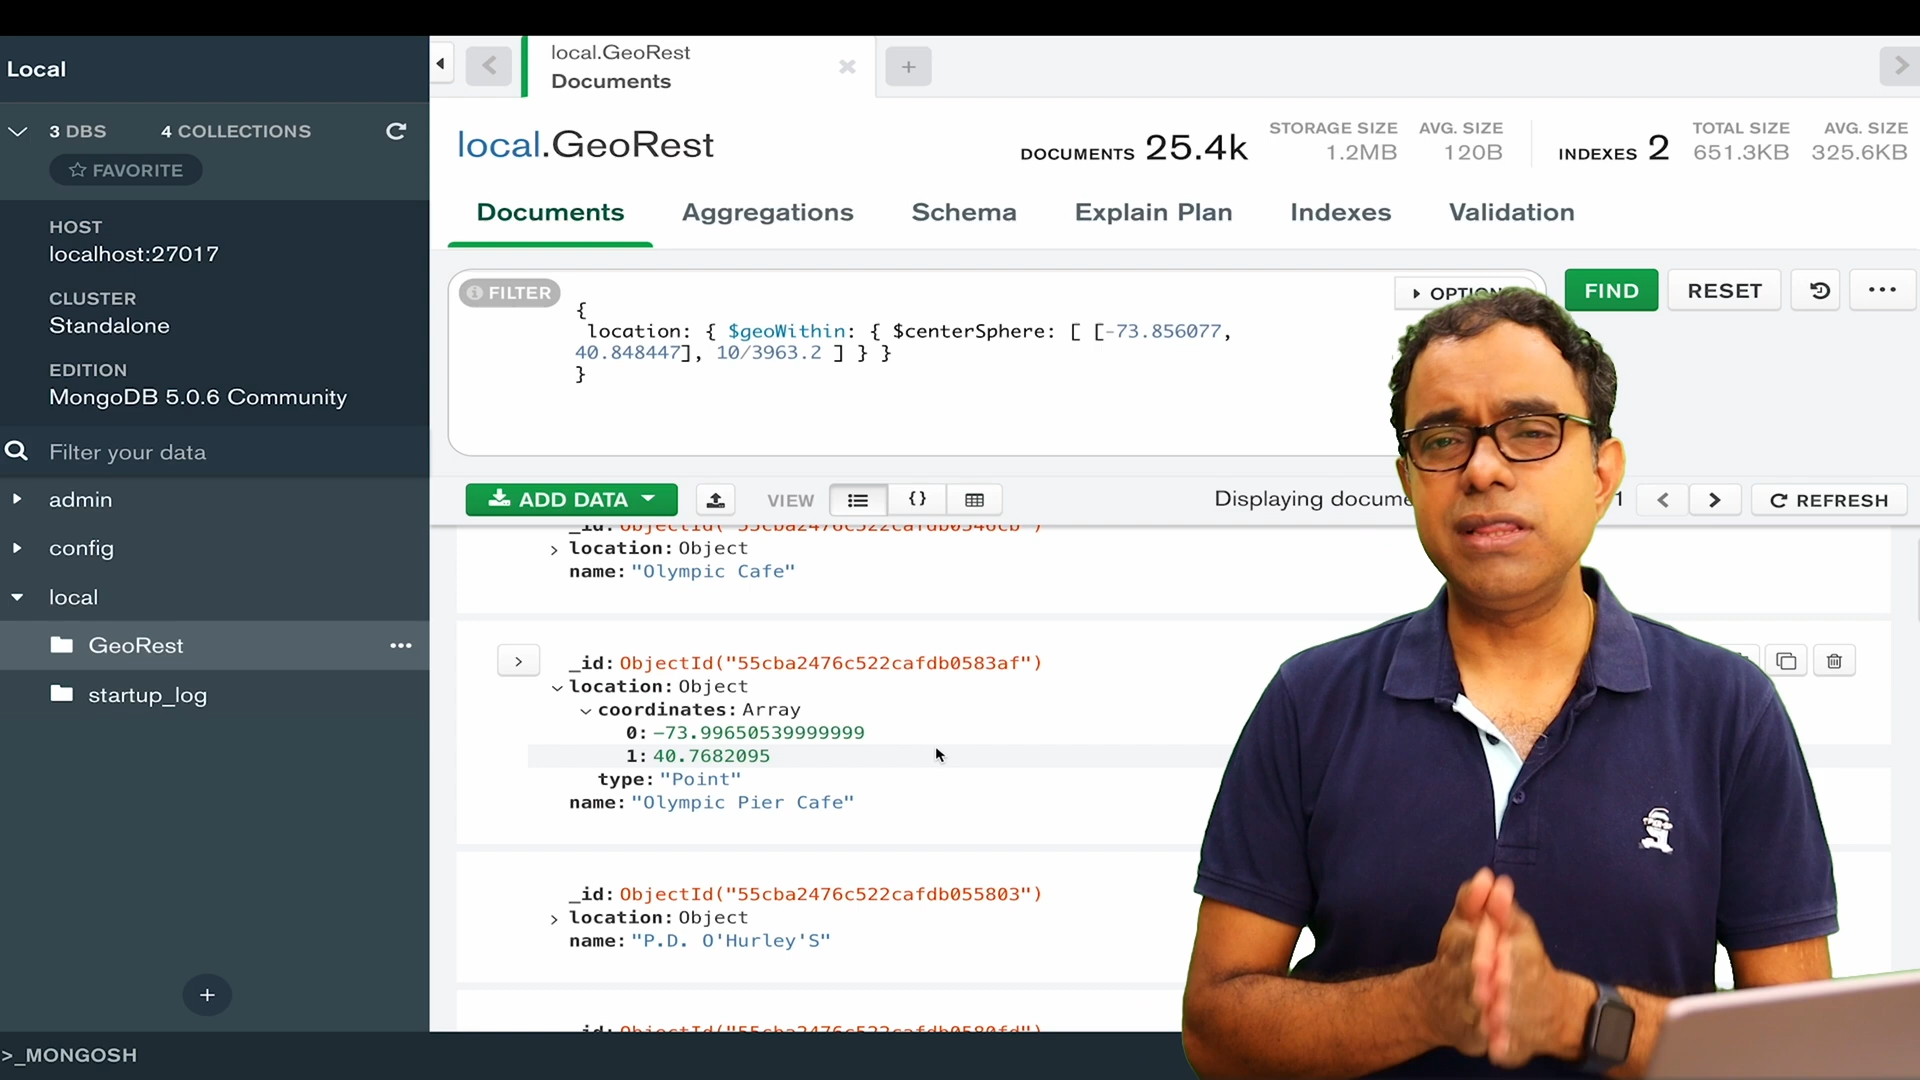 Local
3 DBS 4 COLLECTIONS
FAVORITE
HOST
localhost:27017
CLUSTER
Standalone
EDITION
MongoDB 5.0.6 Community
Filter your data
admin
config
local
GeoRest
startup_log
>_MONGOSH
local.GeoRest
Documents
local.GeoRest
DOCUMENTS 25.4k
STORAGE SIZE
1.2MB
AVG. SIZE
120B
INDEXES 2
TOTAL SIZE
651.3KB
AVG. SIZE
325.6KB
Documents Aggregations Schema Explain Plan Indexes Validation
FILTER
{
location: { $geoWithin: { $centerSphere: [ [-73.856077,
40.848447], 10/3963.2 ] } }
}
FIND RESET
ADD DATA VIEW {} Displaying 1 REFRESH
location: Object
name: "Olympic Cafe"
_id: ObjectId("55cba2476c522cafdb0583af")
location: Object
coordinates: Array
0: -73.99650539999999
1: 40.7682095
type: "Point"
name: "Olympic Pier Cafe"
_id: ObjectId("55cba2476c522cafdb055803")
location: Object
name: "P.D. O'Hurley'S"